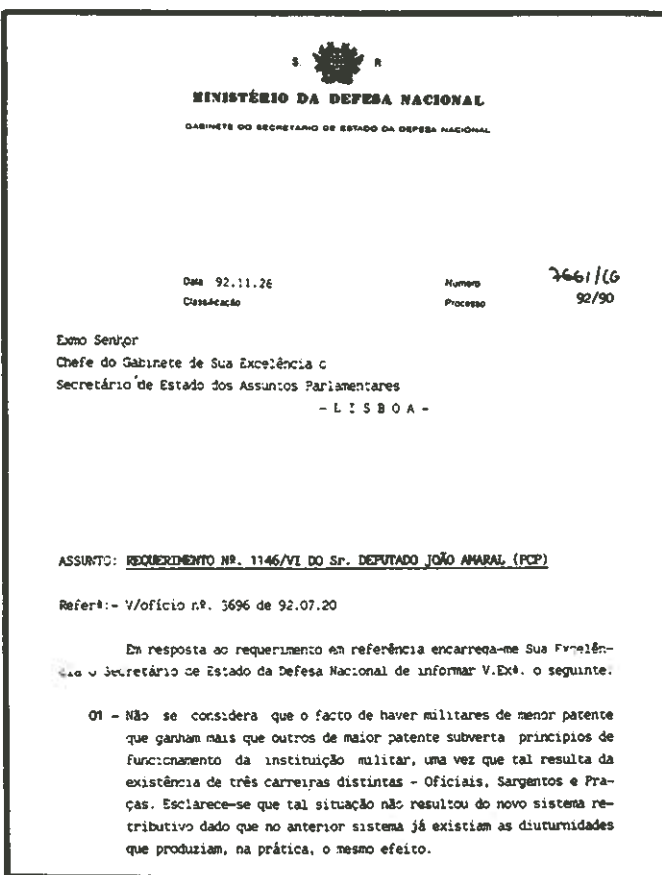 S. R
MINISTÉRIO DA DEFESA NACIONAL
GABINETE DO SECRETARIO DE ESTADO DA DEFESA NACIONAL
Data 92.11.26 Numero 7661/CG
Classificação Processo 92/90
Exmo Senhor
Chefe do Gabinete de Sua Excelência o
Secretário de Estado dos Assuntos Parlamentares
- L I S B O A -
ASSUNTO: REQUERIMENTO Nº. 1146/VI DO Sr. DEPUTADO JOÃO AMARAL (PCP)
Referª:- V/ofício nº. 3696 de 92.07.20
Em resposta ao requerimento em referência encarrega-me Sua Excelên-
cia o Secretário de Estado da Defesa Nacional de informar V.Exª. o seguinte.
01 - Não se considera que o facto de haver militares de menor patente
que ganham mais que outros de maior patente subverta principios de
funcionamento da instituição militar, uma vez que tal resulta da
existência de três carreiras distintas - Oficiais, Sargentos e Pra-
ças. Esclarece-se que tal situação não resultou do novo sistema re-
tributivo dado que no anterior sistema já existiam as diuturnidades
que produziam, na prática, o mesmo efeito.